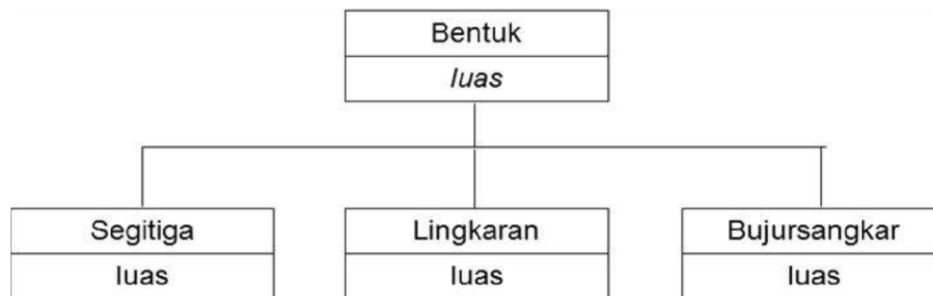 Bentuk
luas
Segitiga
luas
Lingkaran
luas
Bujursangkar
luas